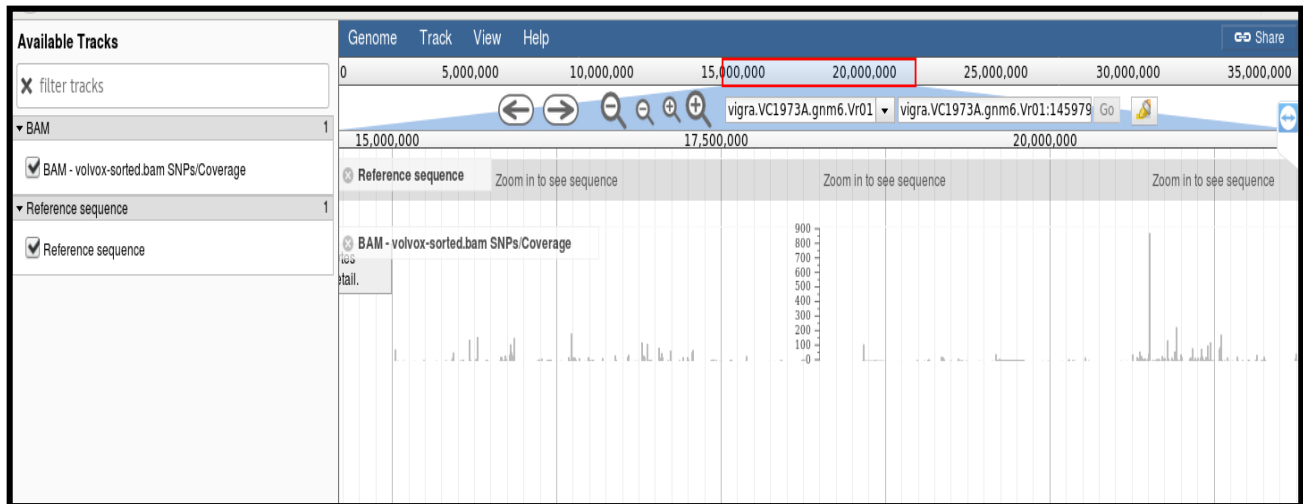 Available Tracks
filter tracks
BAM 1
BAM - volvox-sorted.bam SNPs/Coverage
Reference sequence 1
Reference sequence
Genome Track View Help Share
0 5,000,000 10,000,000 15,000,000 20,000,000 25,000,000 30,000,000 35,000,000
vigra.VC1973A.gnm6.Vr01 vigra.VC1973A.gnm6.Vr01:145979 Go
15,000,000 17,500,000 20,000,000
Reference sequence Zoom in to see sequence Zoom in to see sequence Zoom in to see sequence
BAM - volvox-sorted.bam SNPs/Coverage
etail.
900
800
700
600
500
400
300
200
100
0